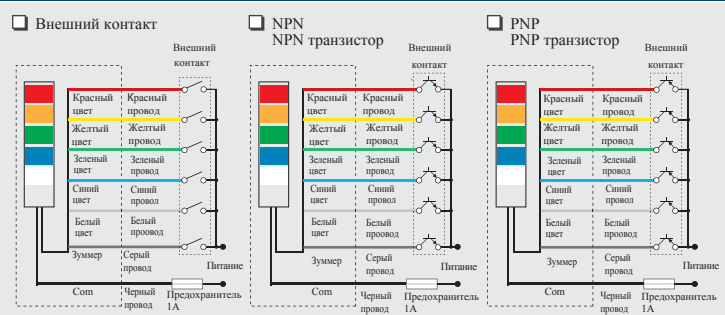 Внешний контакт
Внешний
контакт
Красный
цвет
Красный
провод
Желтый
цвет
Желтый
провод
Зеленый
цвет
Зеленый
провод
Синий
цвет
Синий
провод
Белый
цвет
Белый
проовод
Зуммер
Серый
провод
Питание
Com
Черный
провод
Предохранитель
1А
NPN
NPN транзистор
Внешний
контакт
Красный
цвет
Красный
провод
Желтый
цвет
Желтый
провод
Зеленый
цвет
Зеленый
провод
Синий
цвет
Синий
провол
Белый
цвет
Белый
провод
Зуммер
Серый
провод
Питание
Com
Черный
провод
Предохранитель
1А
PNP
PNP транзистор
Внешний
контакт
Красный
цвет
Красный
провод
Желтый
цвет
Желтый
провод
Зеленый
цвет
Зеленый
провод
Синий
цвет
Синий
провод
Белый
цвет
Белый
провод
Зуммер
Серый
провод
Питание
Com
Черный
провод
Предохранитель
1А